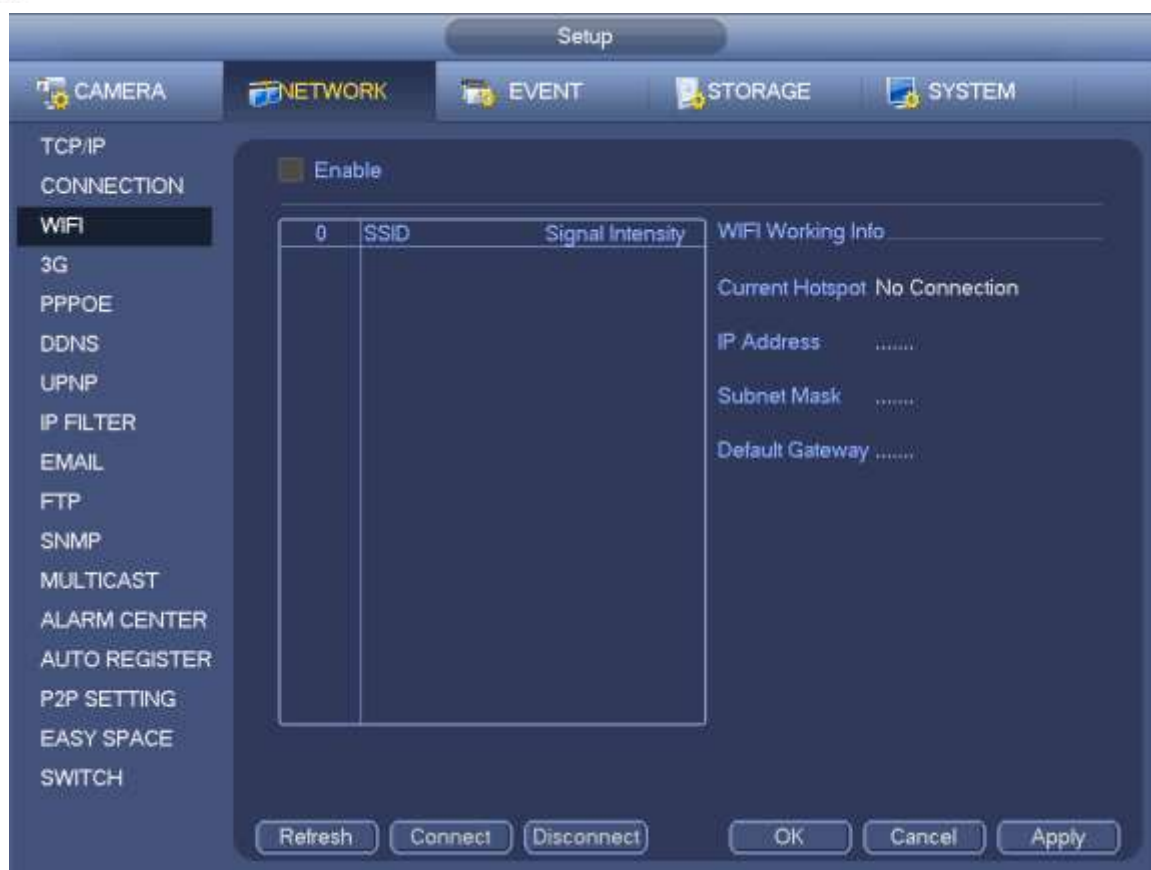 Setup
CAMERA NETWORK EVENT STORAGE SYSTEM
TCP/IP
CONNECTION
WIFI
3G
PPPOE
DDNS
UPNP
IP FILTER
EMAIL
FTP
SNMP
MULTICAST
ALARM CENTER
AUTO REGISTER
P2P SETTING
EASY SPACE
SWITCH
Enable
0 SSID Signal Intensity
WIFI Working Info
Current Hotspot No Connection
IP Address .......
Subnet Mask .......
Default Gateway .......
Refresh Connect Disconnect OK Cancel Apply